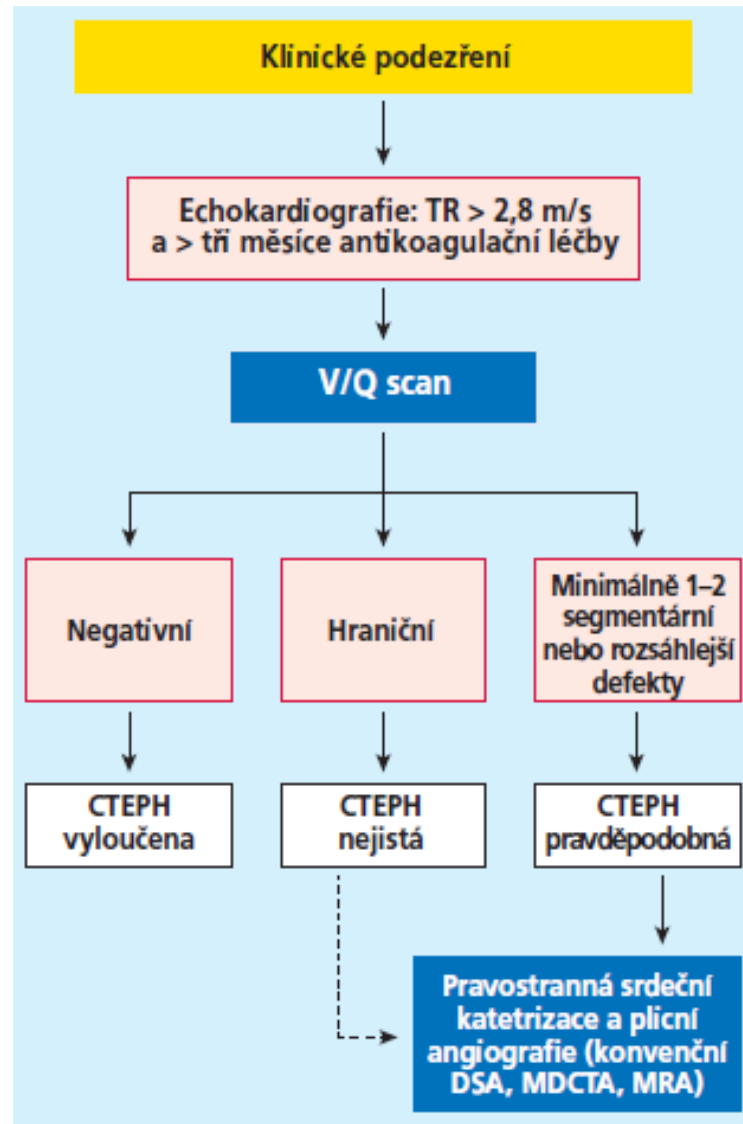 Klinické podezření
Echokardiografie: TR > 2,8 m/s
a > tři měsíce antikoagulační léčby
V/Q scan
Negativní
Hraniční
Minimálně 1–2
segmentární
nebo rozsáhlejší
defekty
CTEPH
vyloučena
CTEPH
nejistá
CTEPH
pravděpodobná
Pravostranná srdeční
katetrizace a plicní
angiografie (konvenční
DSA, MDCTA, MRA)